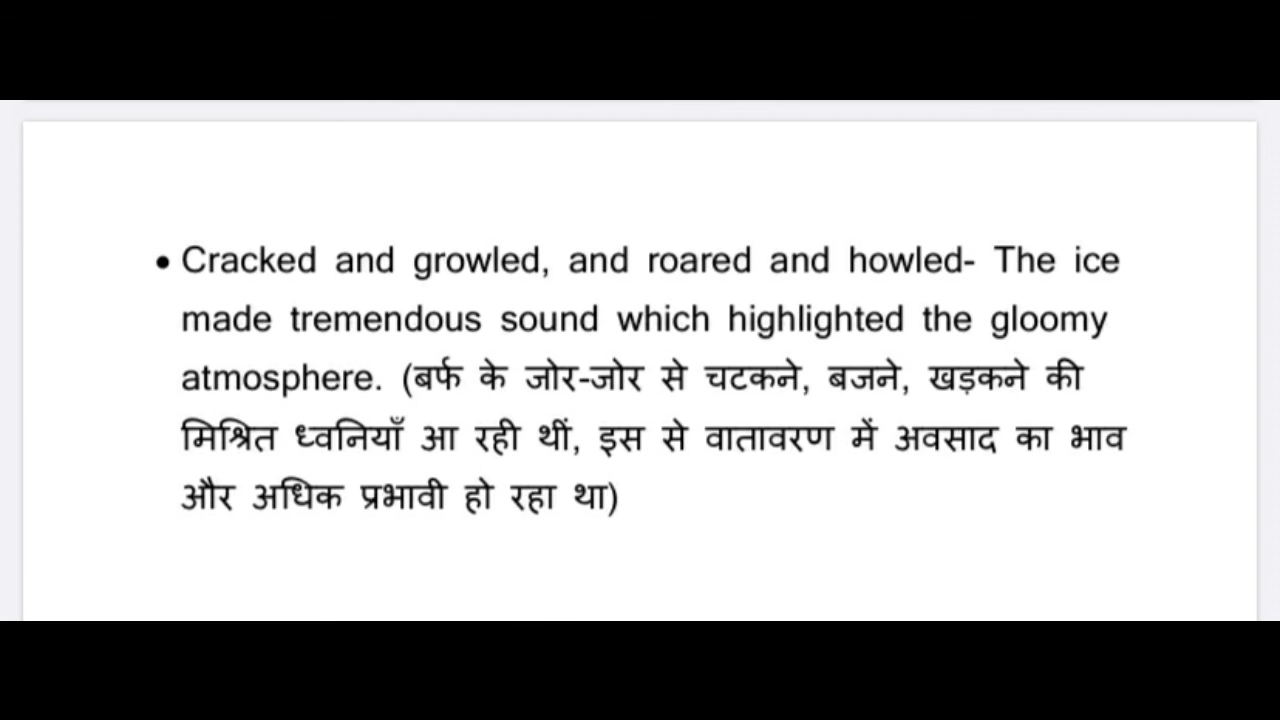 • Cracked and growled, and roared and howled- The ice
made tremendous sound which highlighted the gloomy
atmosphere. (बर्फ के जोर-जोर से चटकने, बजने, खड़कने की
मिश्रित ध्वनियाँ आ रही थीं, इस से वातावरण में अवसाद का भाव
और अधिक प्रभावी हो रहा था)